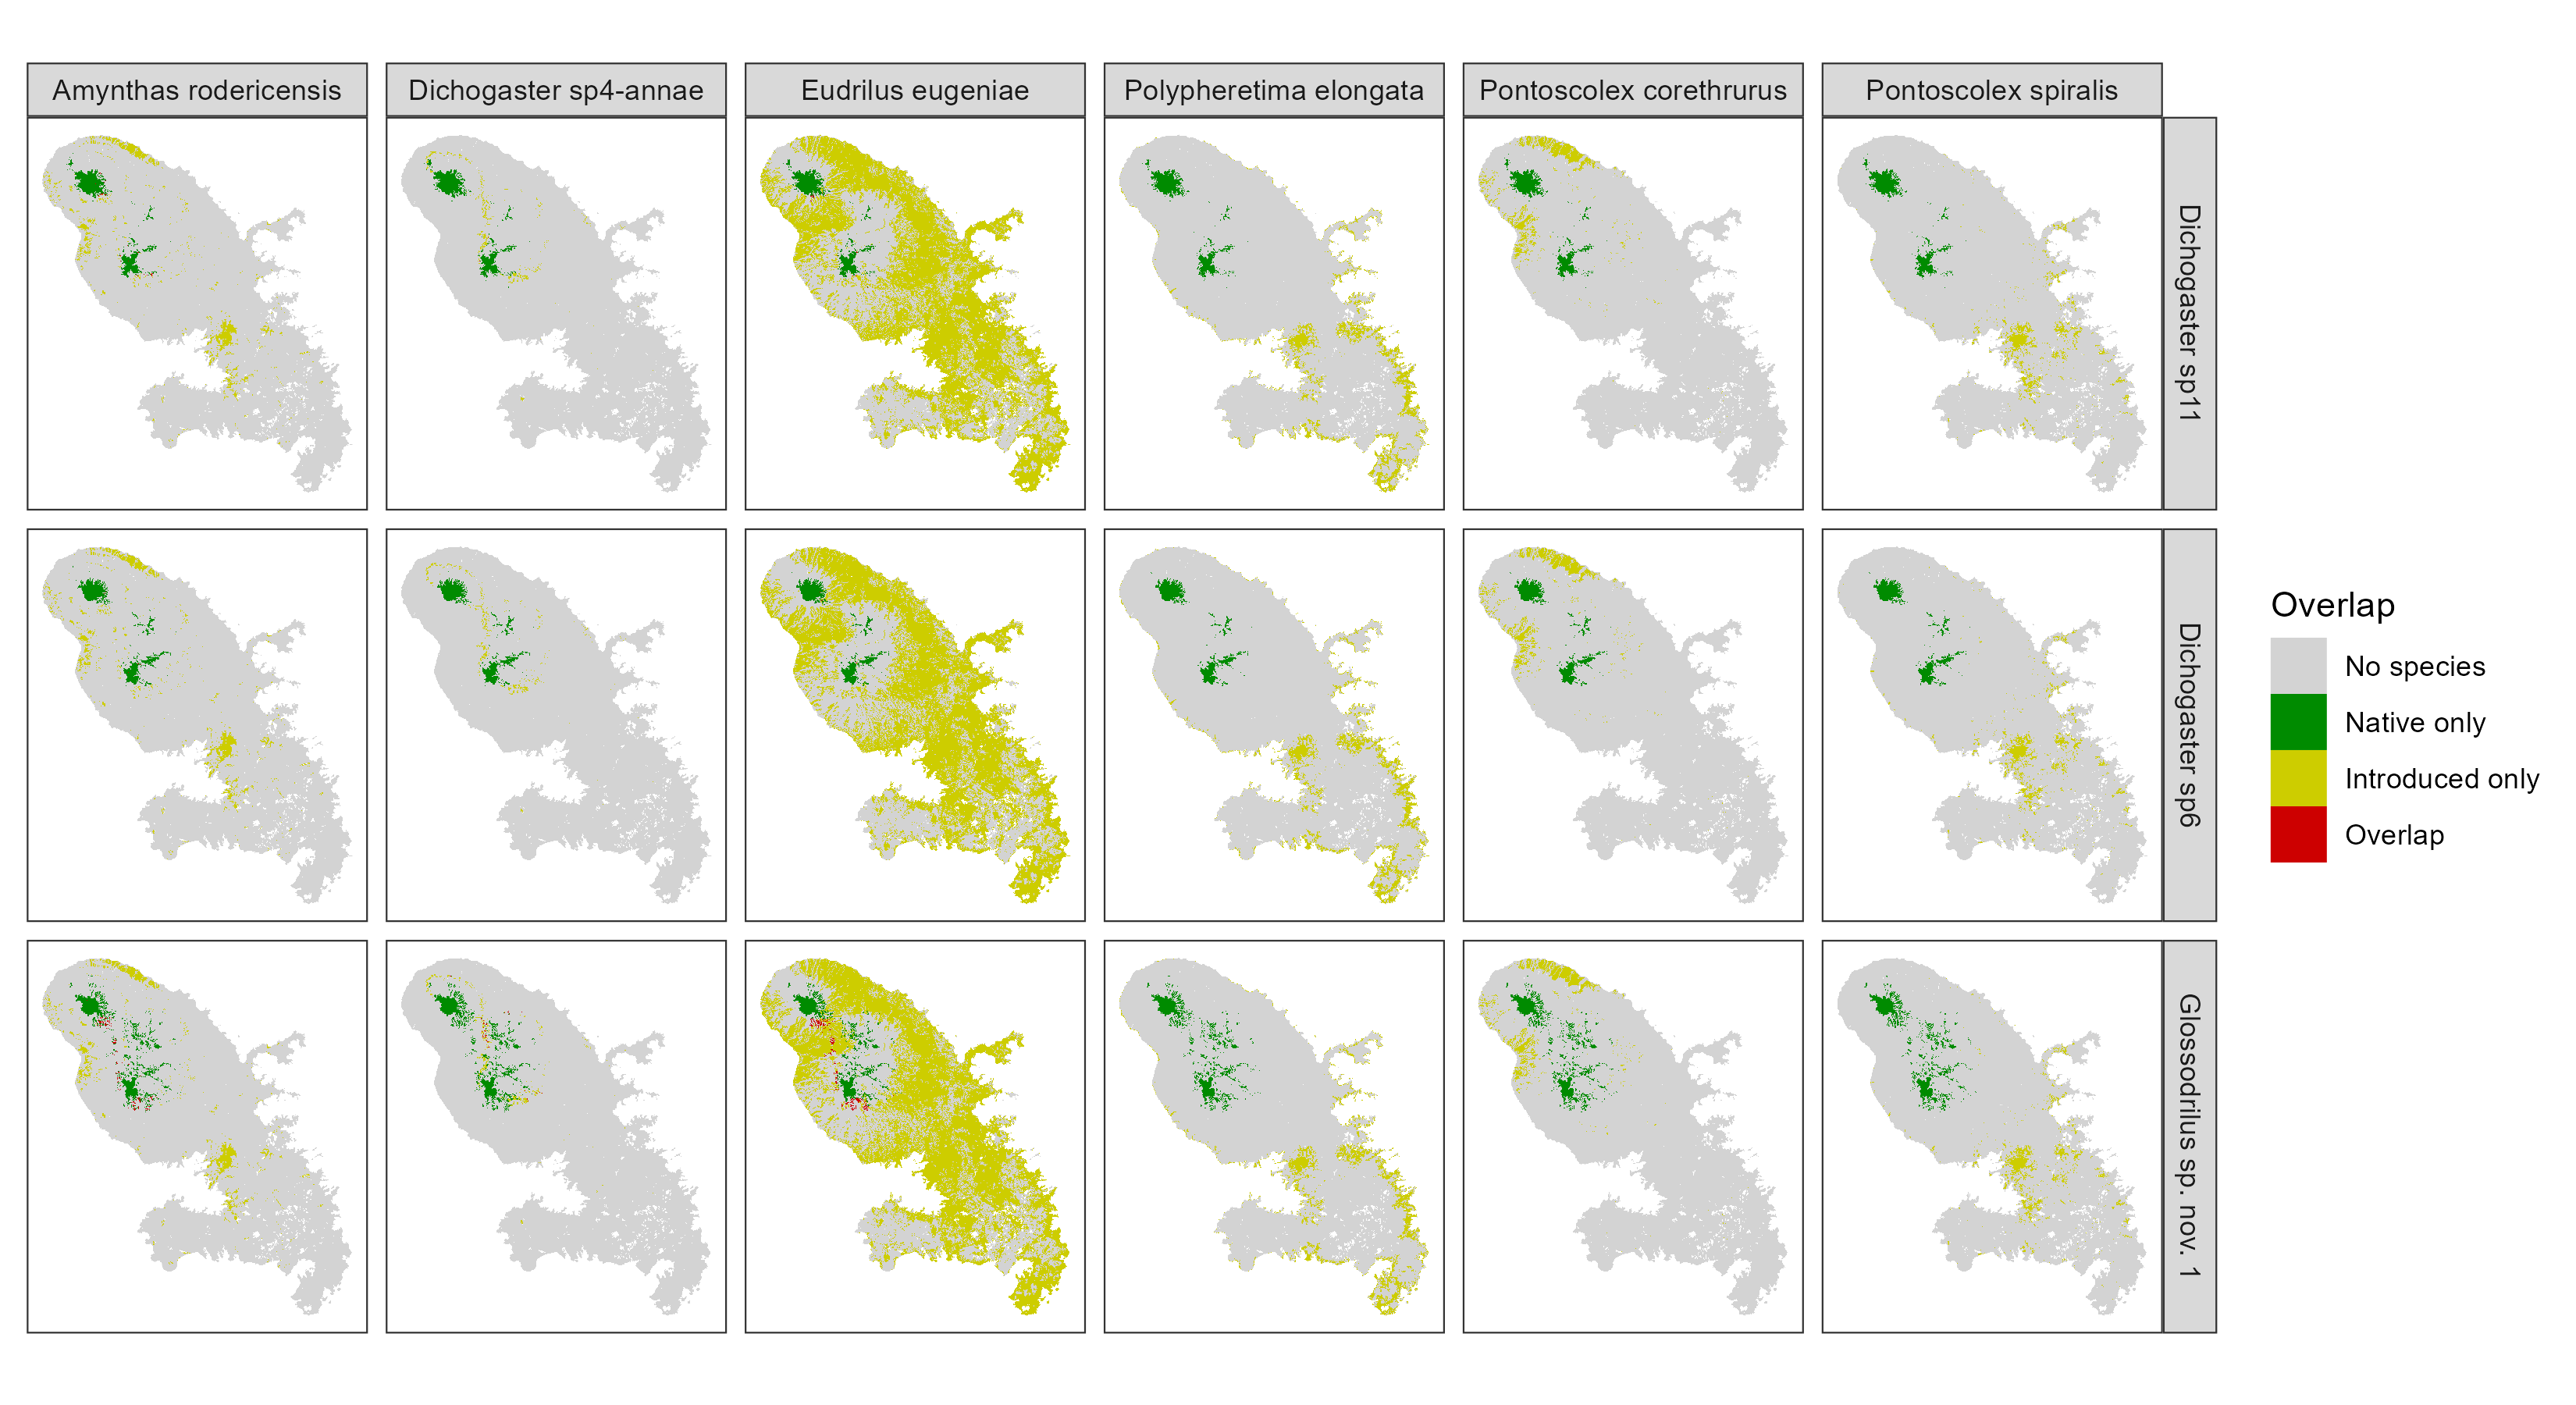 Amynthas rodericensis
Dichogaster sp4-annae
Eudrilus eugeniae
Polypheretima elongata
Pontoscolex corethrurus
Pontoscolex spiralis
Dichogaster sp11
Dichogaster sp6
Glossodrilus sp. nov. 1
Overlap
No species
Native only
Introduced only
Overlap